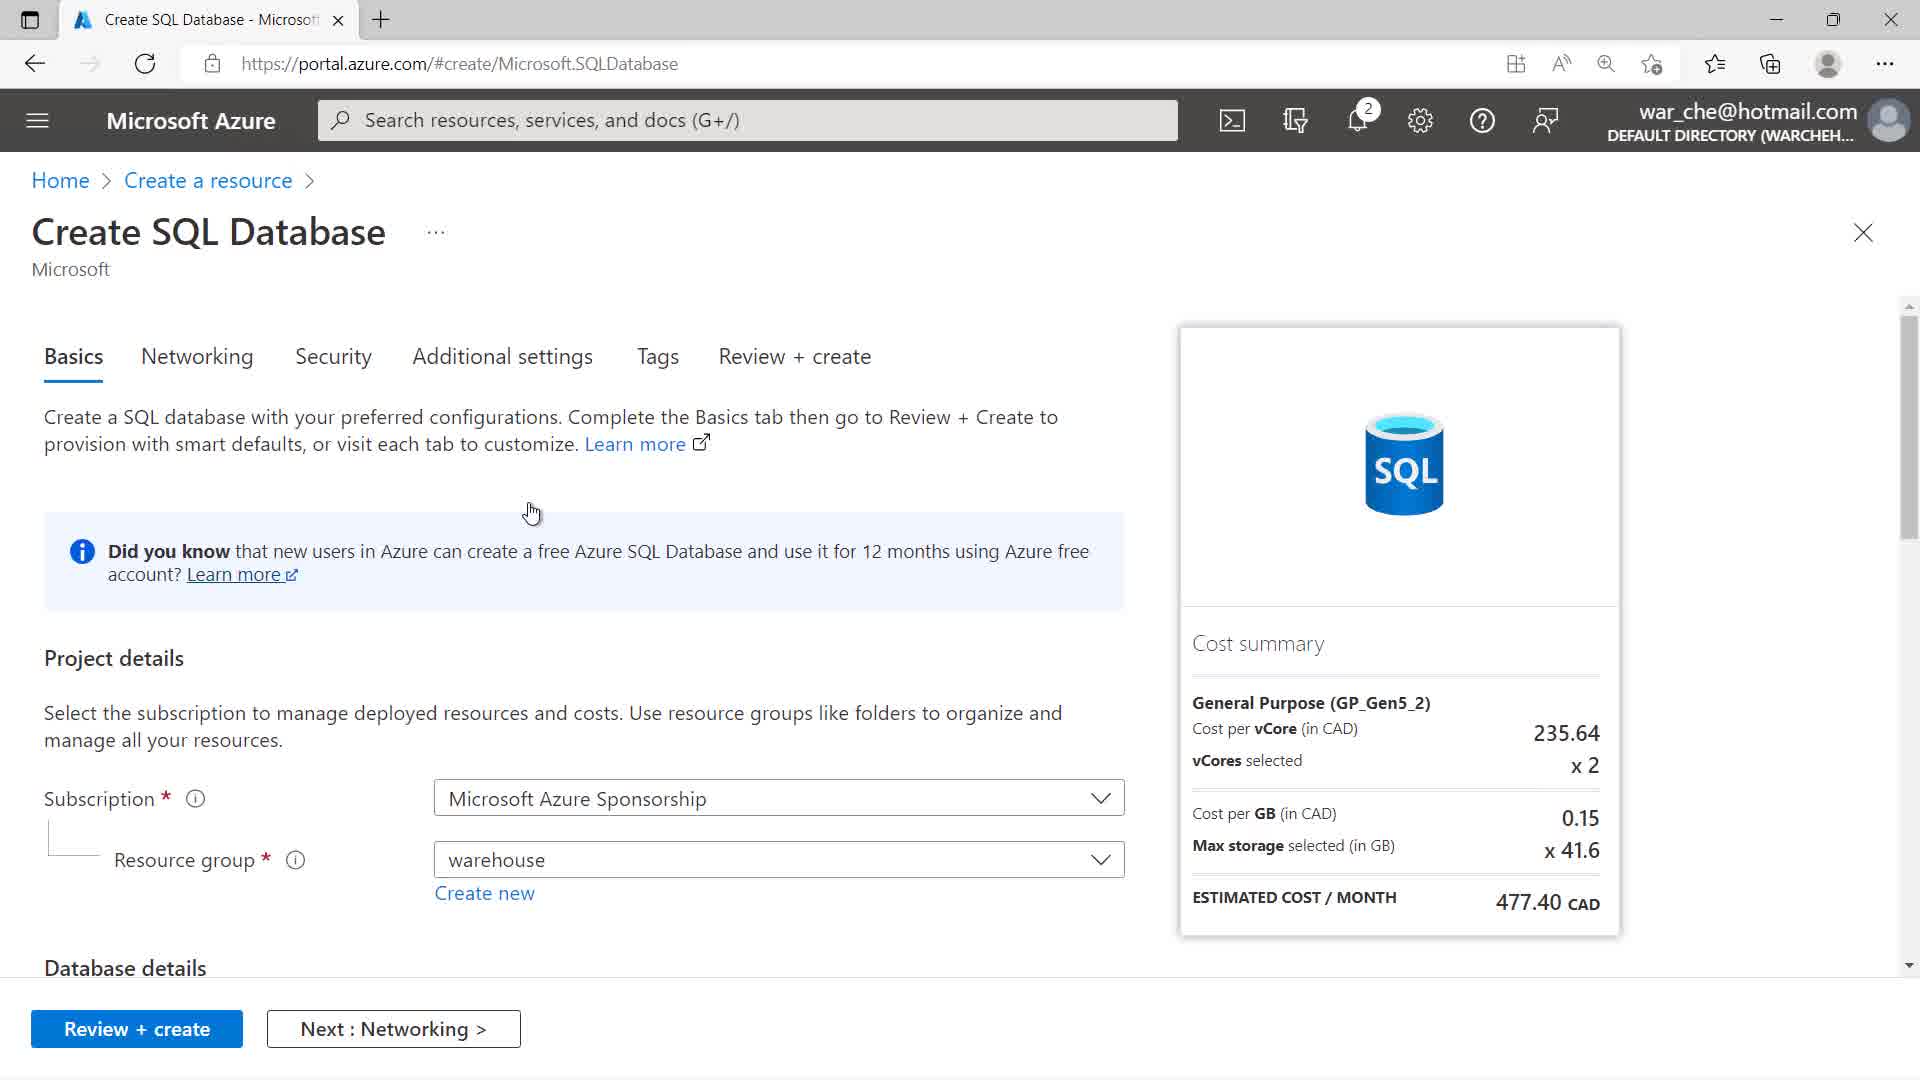 Create SQL Database - Microsoft
https://portal.azure.com/#create/Microsoft.SQLDatabase
Microsoft Azure
Search resources, services, and docs (G+/)
2
war_che@hotmail.com
DEFAULT DIRECTORY (WARCHEH...
Home > Create a resource >
Create SQL Database ...
Microsoft
Basics Networking Security Additional settings Tags Review + create
Create a SQL database with your preferred configurations. Complete the Basics tab then go to Review + Create to
provision with smart defaults, or visit each tab to customize. Learn more
Did you know that new users in Azure can create a free Azure SQL Database and use it for 12 months using Azure free
account? Learn more
Project details
Select the subscription to manage deployed resources and costs. Use resource groups like folders to organize and
manage all your resources.
Subscription * Microsoft Azure Sponsorship
Resource group * warehouse
Create new
Database details
SQL
Cost summary
General Purpose (GP_Gen5_2)
Cost per vCore (in CAD) 235.64
vCores selected x 2
Cost per GB (in CAD) 0.15
Max storage selected (in GB) x 41.6
ESTIMATED COST / MONTH 477.40 CAD
Review + create
Next : Networking >